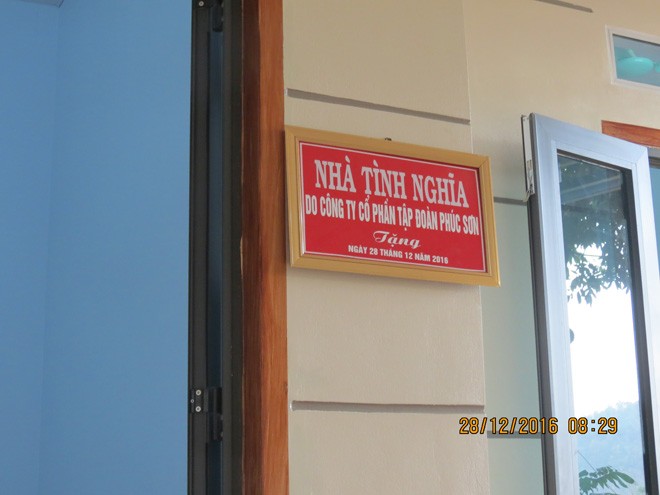 NHÀ TÌNH NGHĨA
DO CÔNG TY CỔ PHẦN TẬP ĐOÀN PHÚC SƠN
Tặng
NGÀY 28 THÁNG 12 NĂM 2016
28/12/2016 08:29